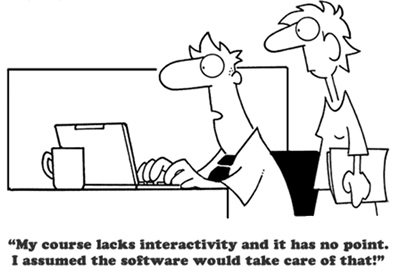 “My course lacks interactivity and it has no point.
I assumed the software would take care of that!”